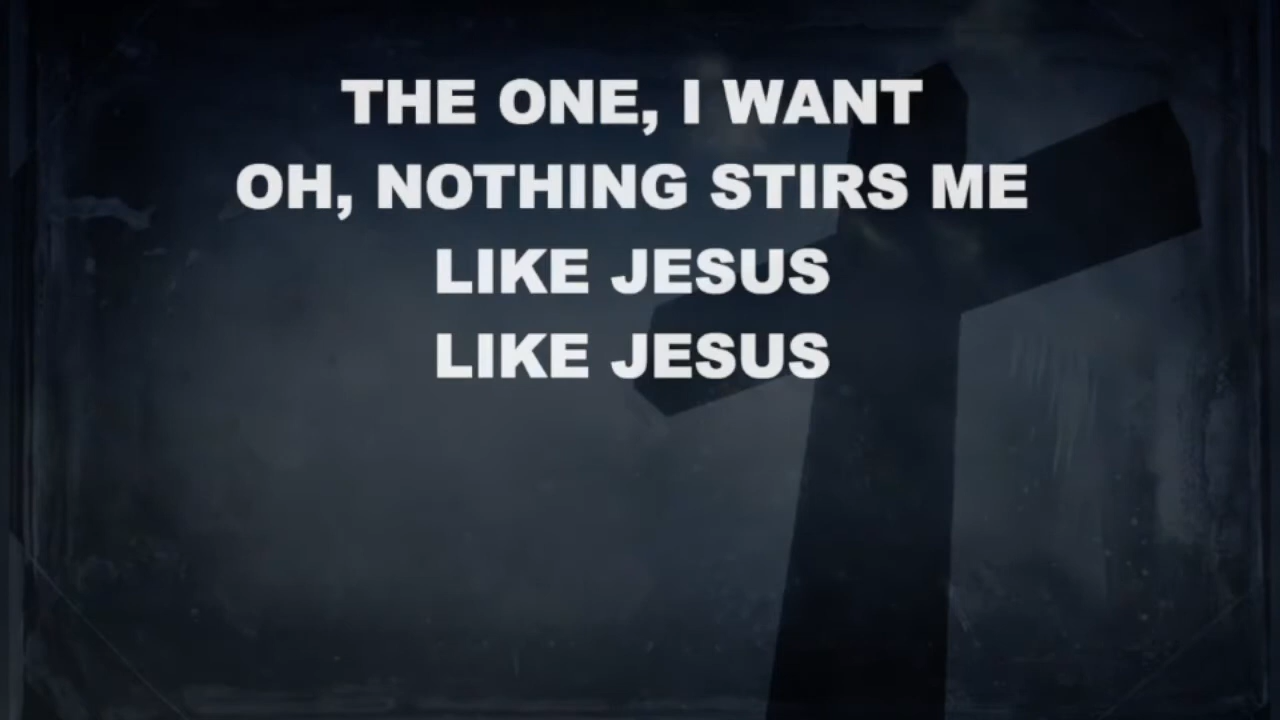 THE ONE, I WANT
OH, NOTHING STIRS ME
LIKE JESUS
LIKE JESUS